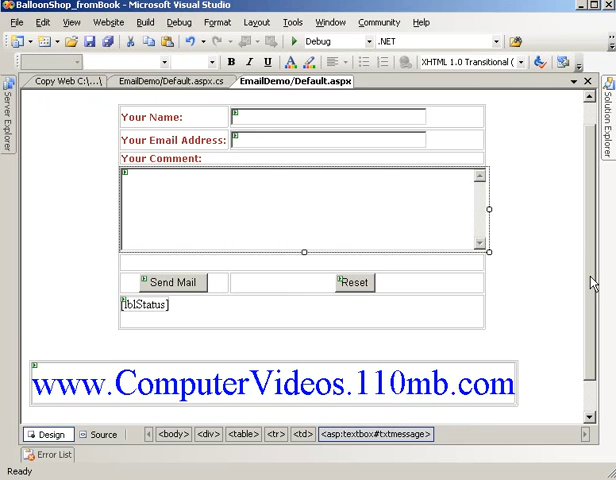 BalloonShop_fromBook - Microsoft Visual Studio
File Edit View Website Build Debug Format Layout Tools Window Community Help
Debug .NET
B I U A XHTML 1.0 Transitional (
Copy Web C:\...\ EmailDemo/Default.aspx.cs EmailDemo/Default.aspx
Server Explorer
Solution Explorer
Your Name:
Your Email Address:
Your Comment:
Send Mail Reset
[lblStatus]
www.ComputerVideos.110mb.com
Design Source <body> <div> <table> <tr> <td> <asp:textbox#txtmessage>
Error List
Ready